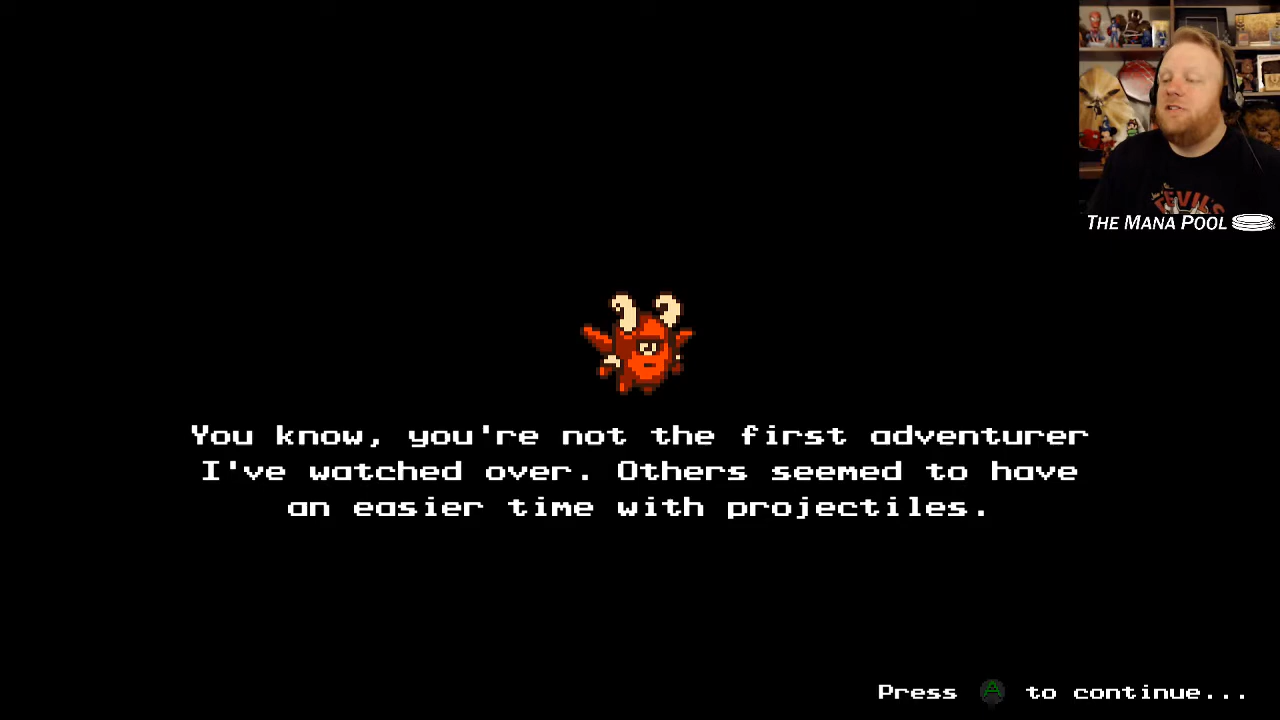 THE MANA POOL
You know, you're not the first adventurer
I've watched over. Others seemed to have
an easier time with projectiles.
Press A to continue...